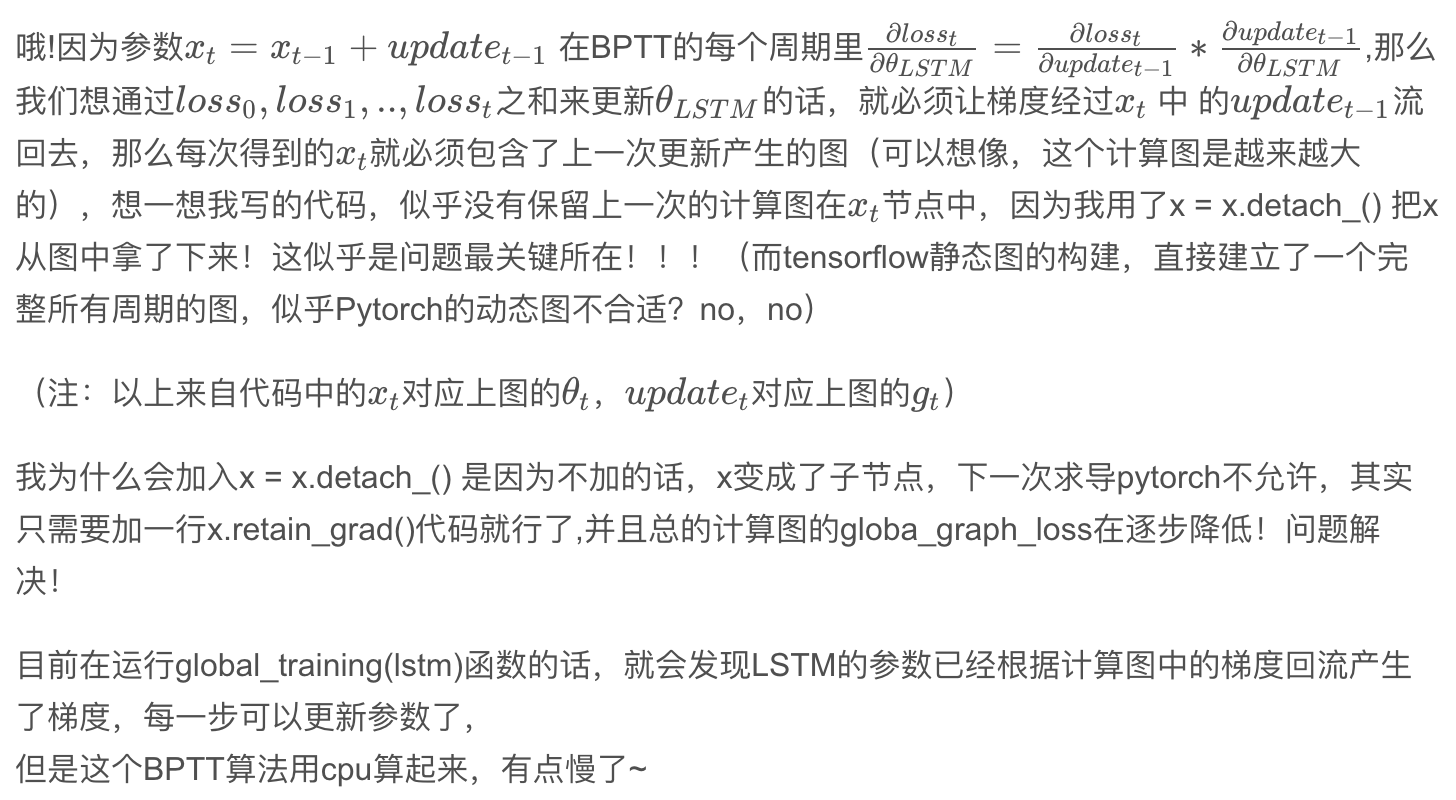 哦!因为参数$x_t = x_{t-1} + update_{t-1}$ 在BPTT的每个周期里$\frac{\partial loss_t}{\partial \theta_{LSTM}} = \frac{\partial loss_t}{\partial update_{t-1}} * \frac{\partial update_{t-1}}{\partial \theta_{LSTM}}$,那么
我们想通过$loss_0, loss_1, .., loss_t$之和来更新$\theta_{LSTM}$的话，就必须让梯度经过$x_t$ 中 的$update_{t-1}$流
回去，那么每次得到的$x_t$就必须包含了上一次更新产生的图（可以想像，这个计算图是越来越大
的），想一想我写的代码，似乎没有保留上一次的计算图在$x_t$节点中，因为我用了x = x.detach_() 把x
从图中拿了下来！这似乎是问题最关键所在！！！（而tensorflow静态图的构建，直接建立了一个完
整所有周期的图，似乎Pytorch的动态图不合适？no，no）
（注：以上来自代码中的$x_t$对应上图的$\theta_t$，$update_t$对应上图的$g_t$）
我为什么会加入x = x.detach_() 是因为不加的话，x变成了子节点，下一次求导pytorch不允许，其实
只需要加一行x.retain_grad()代码就行了,并且总的计算图的globa_graph_loss在逐步降低！问题解
决！
目前在运行global_training(lstm)函数的话，就会发现LSTM的参数已经根据计算图中的梯度回流产生
了梯度，每一步可以更新参数了，
但是这个BPTT算法用cpu算起来，有点慢了~